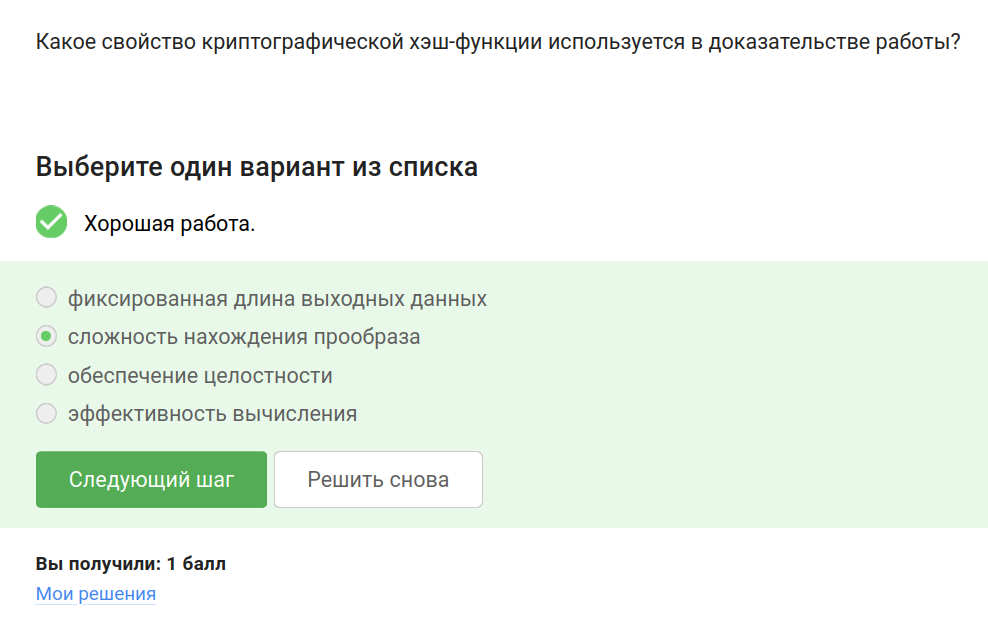 Какое свойство криптографической хэш-функции используется в доказательстве работы?
Выберите один вариант из списка
Хорошая работа.
фиксированная длина выходных данных
сложность нахождения прообраза
обеспечение целостности
эффективность вычисления
Следующий шаг
Решить снова
Вы получили: 1 балл
Мои решения